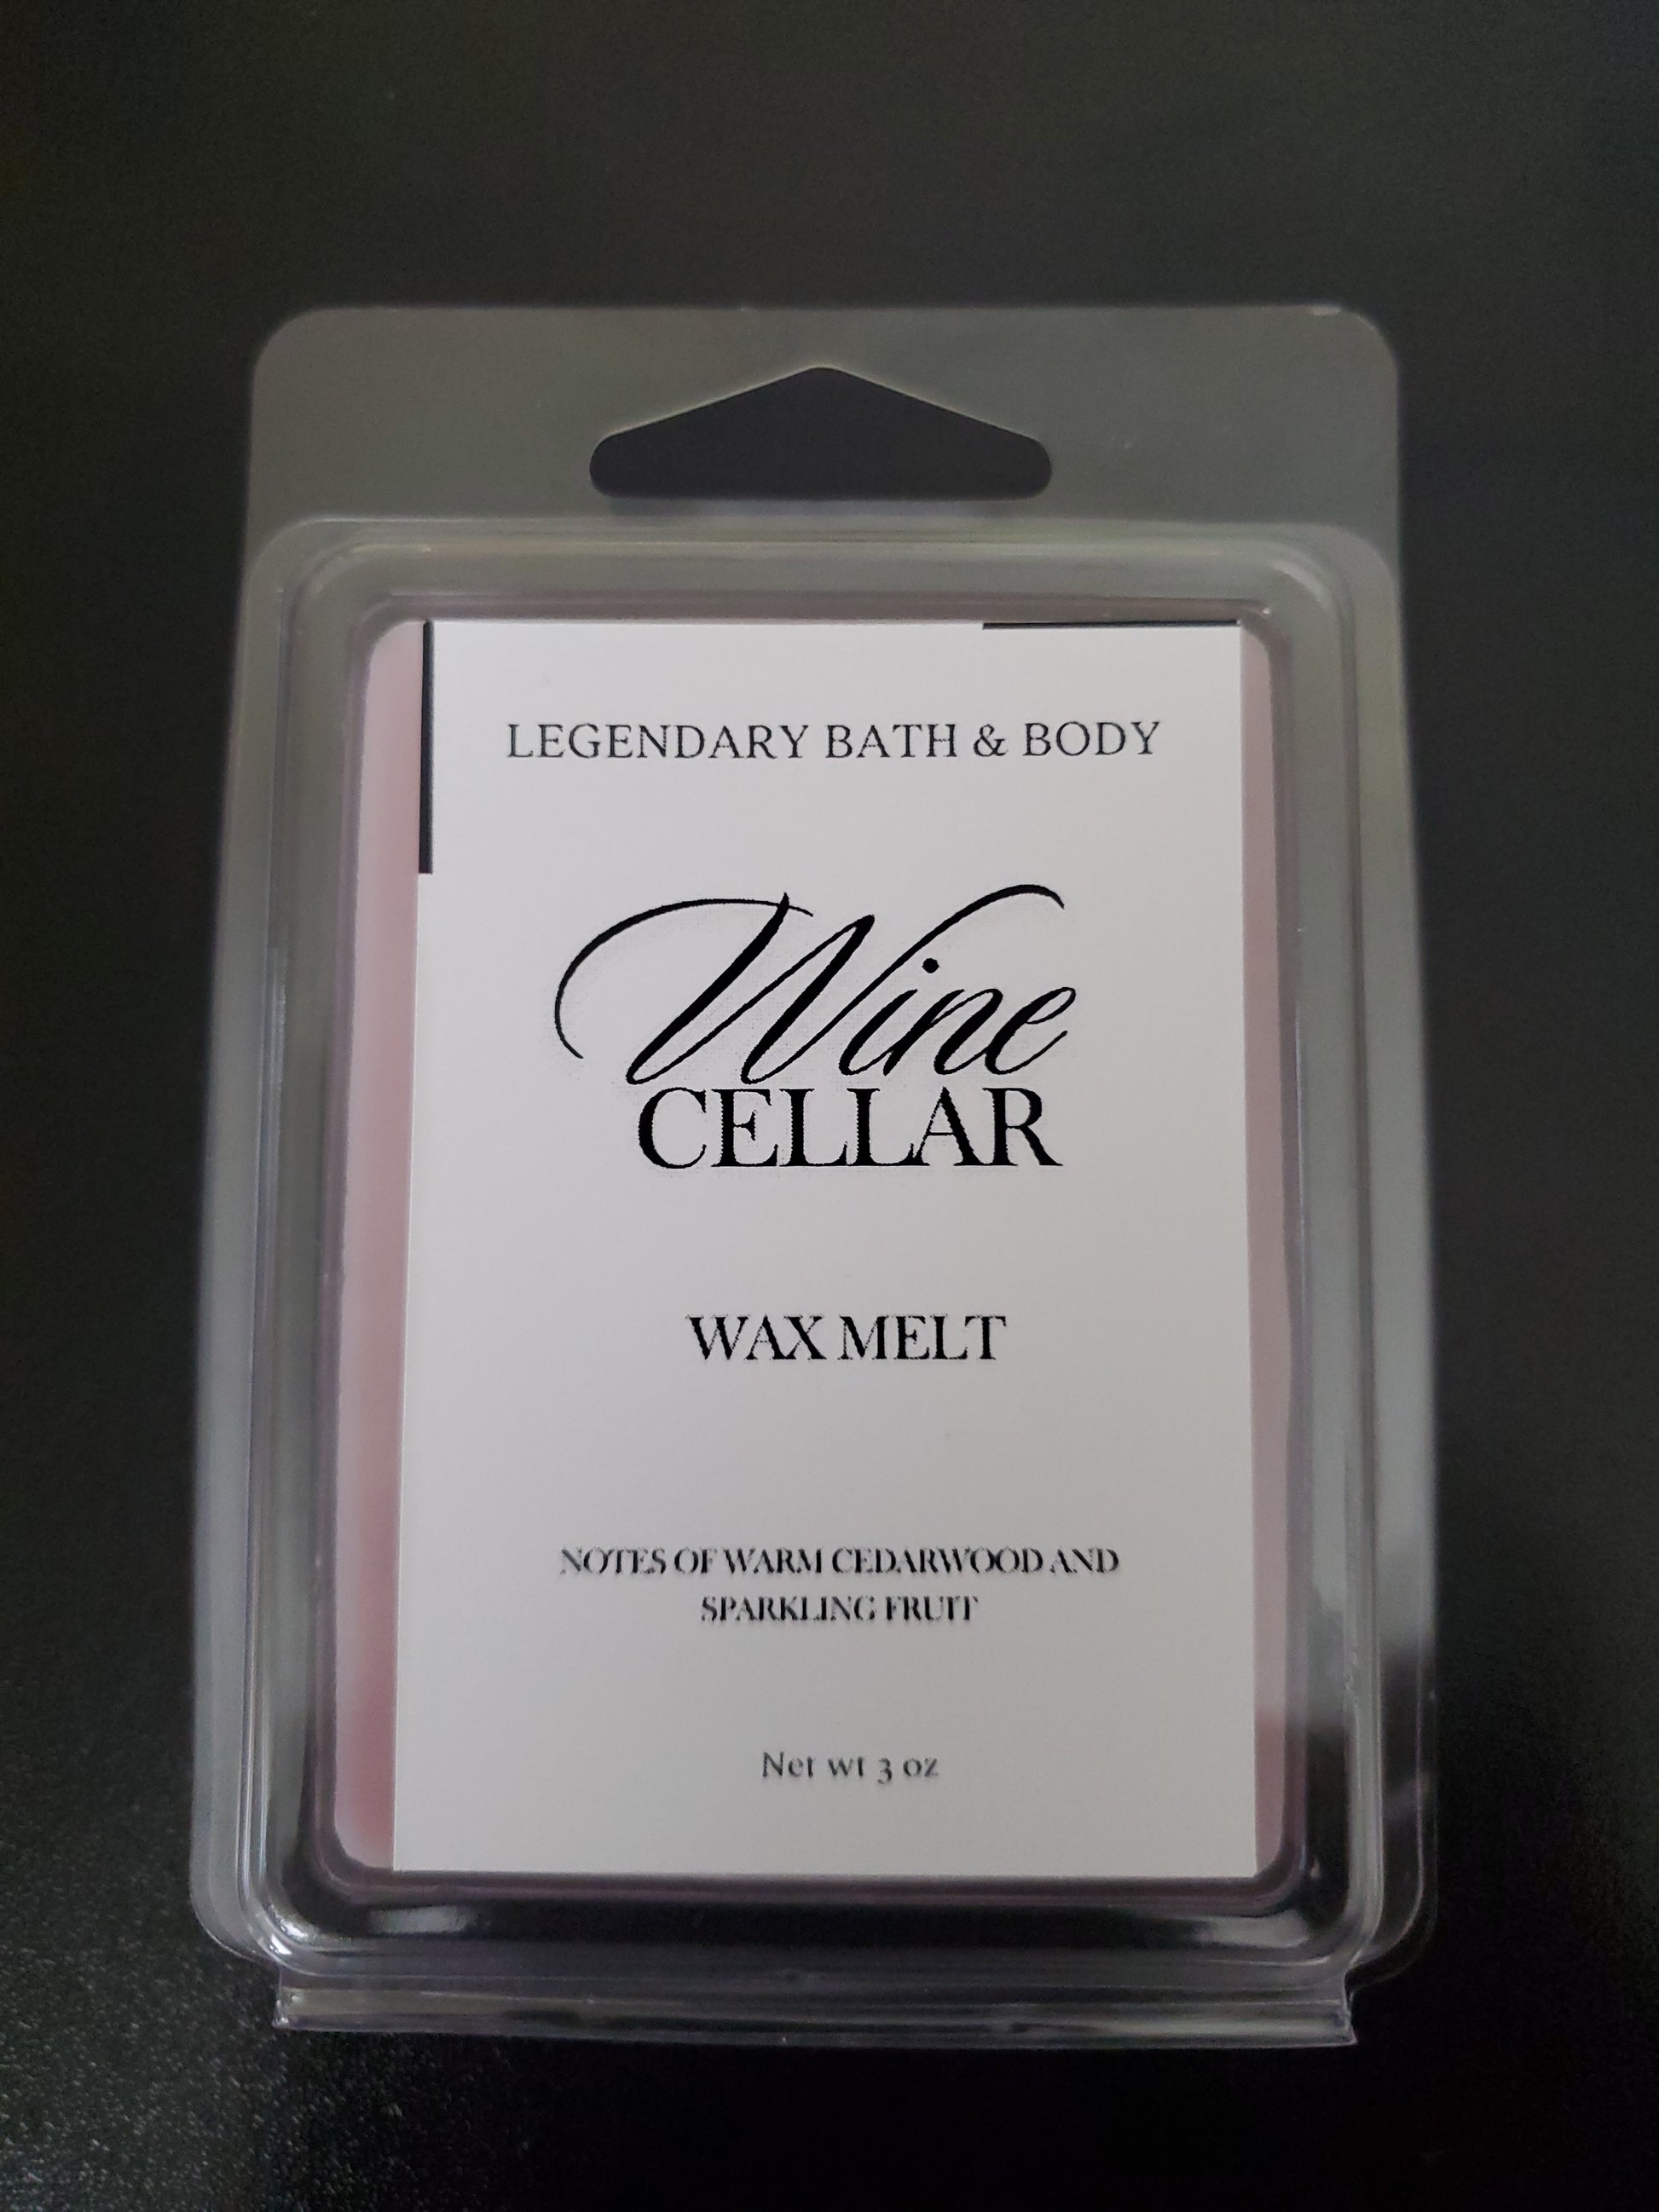 LEGENDARY BATH & BODY
Wine
CELLAR
WAX MELT
NOTES OF WARM CEDARWOOD AND
SPARKLING FRUIT
Net wt 3 oz